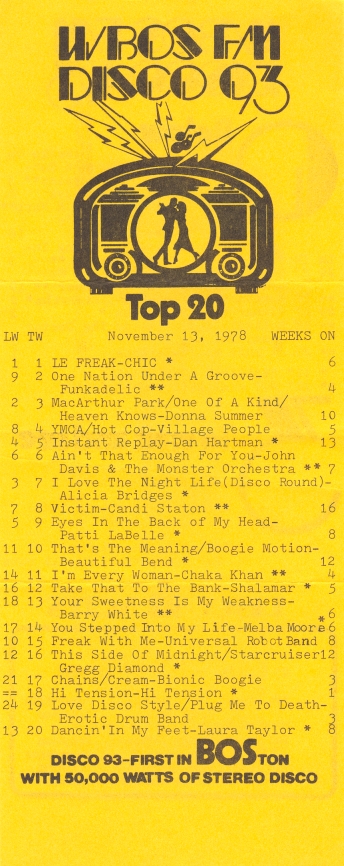 WBOS FM
DISCO 93
Top 20
LW TW November 13, 1978 WEEKS ON
1 1 LE FREAK-CHIC * 6
9 2 One Nation Under A Groove-
Funkadelic ** 4
2 3 MacArthur Park/One Of A Kind/
Heaven Knows-Donna Summer 10
8 4 YMCA/Hot Cop-Village People 5
4 5 Instant Replay-Dan Hartman * 13
6 6 Ain't That Enough For You-John
Davis & The Monster Orchestra ** 7
3 7 I Love The Night Life(Disco Round)-
Alicia Bridges *
7 8 Victim-Candi Staton ** 16
5 9 Eyes In The Back of My Head-
Patti LaBelle * 8
11 10 That's The Meaning/Boogie Motion-
Beautiful Bend * 12
14 11 I'm Every Woman-Chaka Khan ** 4
16 12 Take That To The Bank-Shalamar * 5
18 13 Your Sweetness Is My Weakness-
Barry White ** 6
17 14 You Stepped Into My Life-Melba Moore * 6
10 15 Freak With Me-Universal Robot Band 8
12 16 This Side Of Midnight/Starcruiser 12
Gregg Diamond *
21 17 Chains/Cream-Bionic Boogie 3
== 18 Hi Tension-Hi Tension * 1
24 19 Love Disco Style/Plug Me To Death-
Erotic Drum Band 3
13 20 Dancin'In My Feet-Laura Taylor * 8
DISCO 93-FIRST IN BOSTON
WITH 50,000 WATTS OF STEREO DISCO